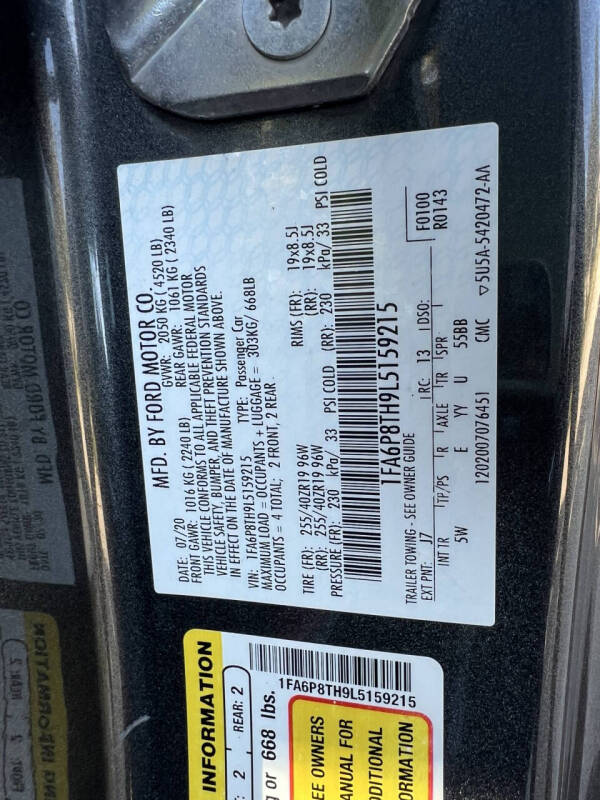 MFD. BY FORD MOTOR CO.
DATE: 07/20 GVWR: 2050 KG ( 4520 LB)
FRONT GAWR: 1016 KG ( 2240 LB) REAR GAWR: 1061 KG ( 2340 LB)
THIS VEHICLE CONFORMS TO ALL APPLICABLE FEDERAL MOTOR
VEHICLE SAFETY, BUMPER, AND THEFT PREVENTION STANDARDS
IN EFFECT ON THE DATE OF MANUFACTURE SHOWN ABOVE.
VIN: 1FA6P8TH9L5159215 TYPE: Passenger Car
MAXIMUM LOAD = OCCUPANTS + LUGGAGE = 303KG/ 668LB
OCCUPANTS = 4 TOTAL; 2 FRONT, 2 REAR
TIRE (FR): 255/40ZR19 96W RIMS (FR): 19x8.5J
(RR): 255/40ZR19 96W (RR): 19x8.5J
PRESSURE (FR): 230 kPa/ 33 PSI COLD (RR): 230 kPa/ 33 PSI COLD
1FA6P8TH9L5159215
TRAILER TOWING - SEE OWNER GUIDE F0100
EXT PNT: J7 RC: 13 DSO: R0143
INT TR TP/PS R AXLE TR SPR
5W E YY U 55BB
1202007076451 CMC ▽5U5A-5420472-AA
INFORMATION
2 REAR: 2
or 668 lbs.
1FA6P8TH9L5159215
SEE OWNERS
MANUAL FOR
ADDITIONAL